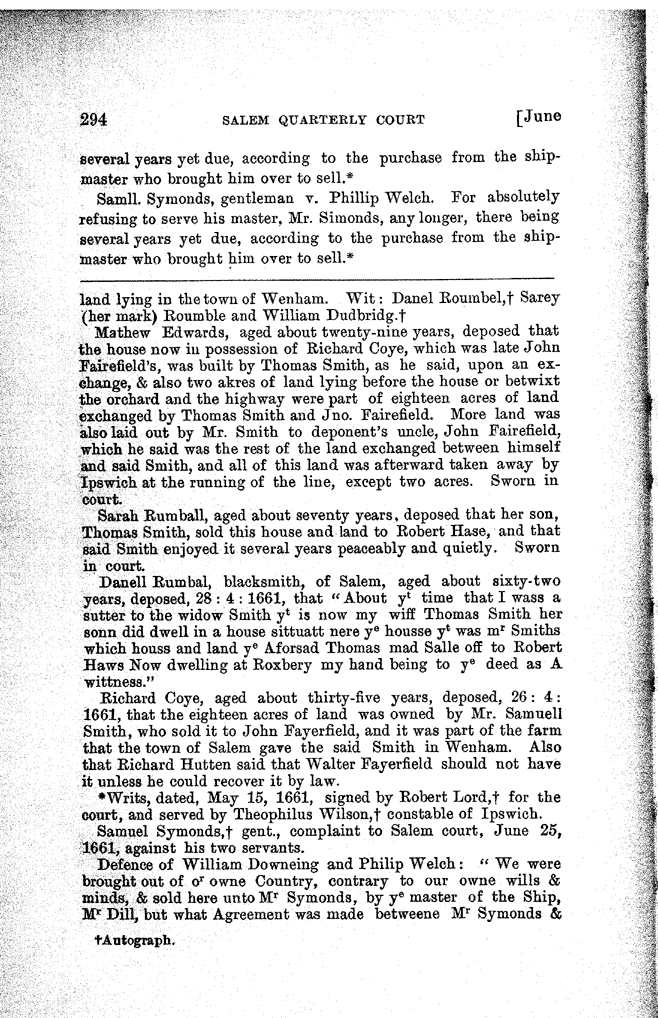 294 SALEM QUARTERLY COURT [June
several years yet due, according to the purchase from the ship-
master who brought him over to sell.*
Samll. Symonds, gentleman v. Phillip Welch. For absolutely
refusing to serve his master, Mr. Simonds, any longer, there being
several years yet due, according to the purchase from the ship-
master who brought him over to sell.*
land lying in the town of Wenham. Wit: Danel Roumbel,† Sarey
(her mark) Roumble and William Dudbridg.†
Mathew Edwards, aged about twenty-nine years, deposed that
the house now in possession of Richard Coye, which was late John
Fairefield's, was built by Thomas Smith, as he said, upon an ex-
change, & also two akres of land lying before the house or betwixt
the orchard and the highway were part of eighteen acres of land
exchanged by Thomas Smith and Jno. Fairefield. More land was
also laid out by Mr. Smith to deponent's uncle, John Fairefield,
which he said was the rest of the land exchanged between himself
and said Smith, and all of this land was afterward taken away by
Ipswich at the running of the line, except two acres. Sworn in
court.
Sarah Rumball, aged about seventy years, deposed that her son,
Thomas Smith, sold this house and land to Robert Hase, and that
said Smith enjoyed it several years peaceably and quietly. Sworn
in court.
Danell Rumbal, blacksmith, of Salem, aged about sixty-two
years, deposed, 28 : 4 : 1661, that "About yᵗ time that I wass a
sutter to the widow Smith yᵗ is now my wiff Thomas Smith her
sonn did dwell in a house sittuatt nere yᵉ housse yᵗ was mʳ Smiths
which houss and land yᵉ Aforsad Thomas mad Salle off to Robert
Haws Now dwelling at Roxbery my hand being to yᵉ deed as A
wittness."
Richard Coye, aged about thirty-five years, deposed, 26 : 4 :
1661, that the eighteen acres of land was owned by Mr. Samuell
Smith, who sold it to John Fayerfield, and it was part of the farm
that the town of Salem gave the said Smith in Wenham. Also
that Richard Hutten said that Walter Fayerfield should not have
it unless he could recover it by law.
*Writs, dated, May 15, 1661, signed by Robert Lord,† for the
court, and served by Theophilus Wilson,† constable of Ipswich.
Samuel Symonds,† gent., complaint to Salem court, June 25,
1661, against his two servants.
Defence of William Downeing and Philip Welch : "We were
brought out of oʳ owne Country, contrary to our owne wills &
minds, & sold here unto Mʳ Symonds, by yᵉ master of the Ship,
Mʳ Dill, but what Agreement was made betweene Mʳ Symonds &
†Autograph.